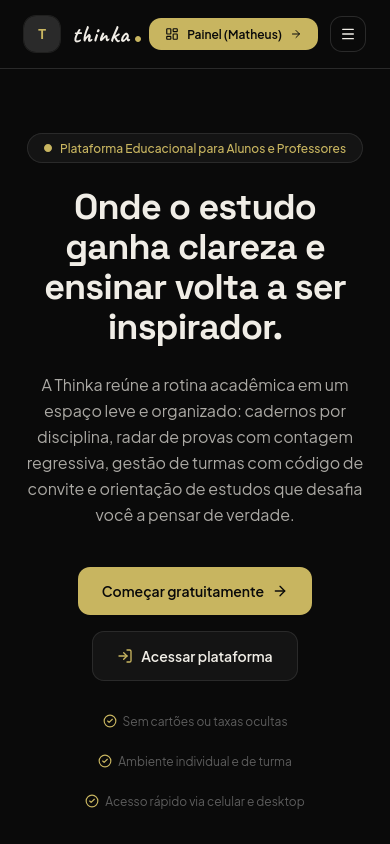 T
thinka.
Painel (Matheus)
Plataforma Educacional para Alunos e Professores
Onde o estudo
ganha clareza e
ensinar volta a ser
inspirador.
A Thinka reúne a rotina acadêmica em um
espaço leve e organizado: cadernos por
disciplina, radar de provas com contagem
regressiva, gestão de turmas com código de
convite e orientação de estudos que desafia
você a pensar de verdade.
Começar gratuitamente
Acessar plataforma
Sem cartões ou taxas ocultas
Ambiente individual e de turma
Acesso rápido via celular e desktop